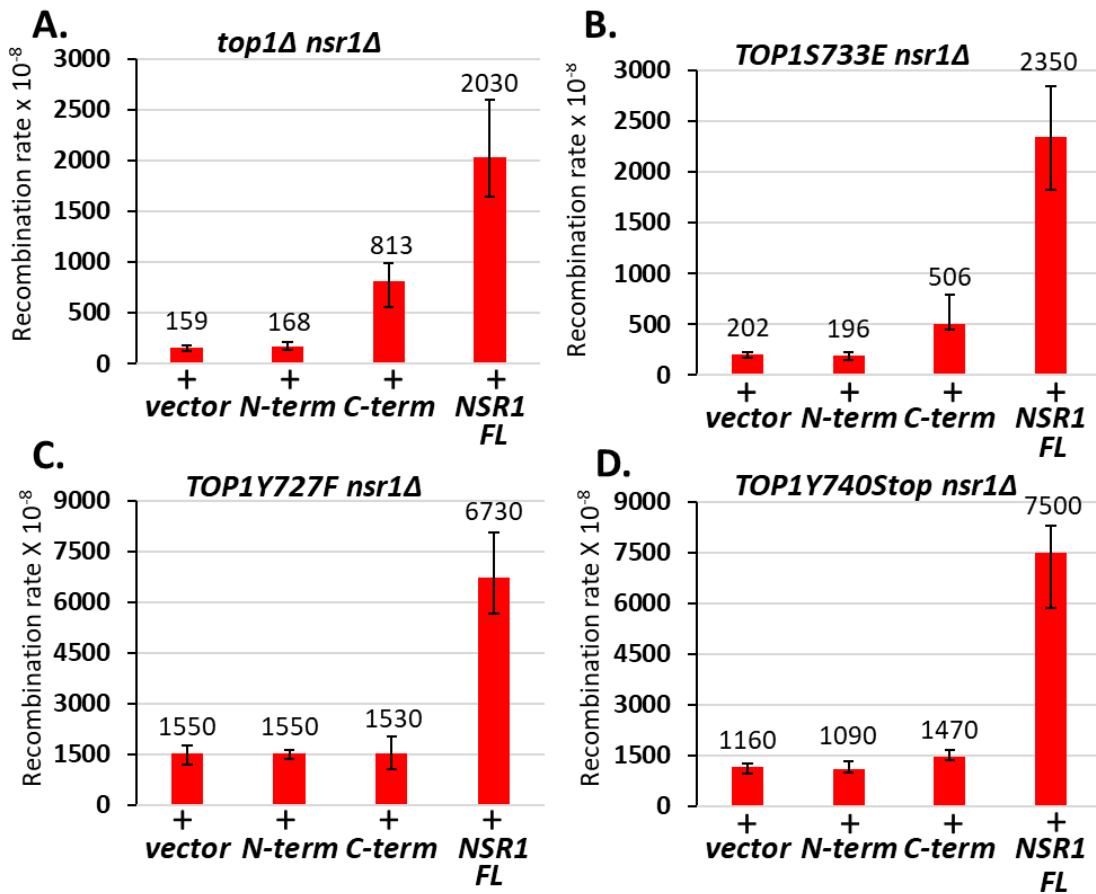 A.
top1Δ nsr1Δ
Recombination rate x 10⁻⁸
3000
2500
2000
1500
1000
500
0
159
168
813
2030
+ + + +
vector N-term C-term NSR1
FL
B.
TOP1S733E nsr1Δ
Recombination rate x 10⁻⁸
3000
2500
2000
1500
1000
500
0
202
196
506
2350
+ + + +
vector N-term C-term NSR1
FL
C.
TOP1Y727F nsr1Δ
Recombination rate X 10⁻⁸
9000
7500
6000
4500
3000
1500
0
1550
1550
1530
6730
+ + + +
vector N-term C-term NSR1
FL
D.
TOP1Y740Stop nsr1Δ
Recombination rate X 10⁻⁸
9000
7500
6000
4500
3000
1500
0
1160
1090
1470
7500
+ + + +
vector N-term C-term NSR1
FL